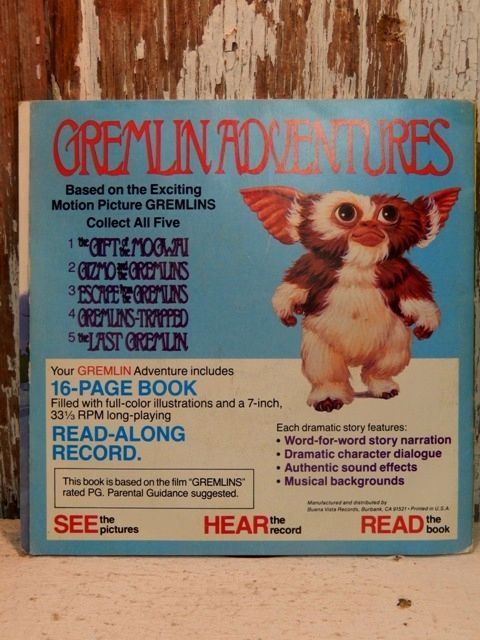 GREMLIN ADVENTURES
Based on the Exciting
Motion Picture GREMLINS
Collect All Five
1 the GIFT of the MOGWAI
2 GIZMO and the GREMLINS
3 ESCAPE from the GREMLINS
4 GREMLINS-TRAPPED
5 the LAST GREMLIN
Your GREMLIN Adventure includes
16-PAGE BOOK
Filled with full-color illustrations and a 7-inch,
33⅓ RPM long-playing
READ-ALONG
RECORD.
This book is based on the film “GREMLINS”
rated PG. Parental Guidance suggested.
Each dramatic story features:
• Word-for-word story narration
• Dramatic character dialogue
• Authentic sound effects
• Musical backgrounds
Manufactured and distributed by
Buena Vista Records, Burbank, CA 91521 • Printed in U.S.A.
SEE the pictures HEAR the record READ the book